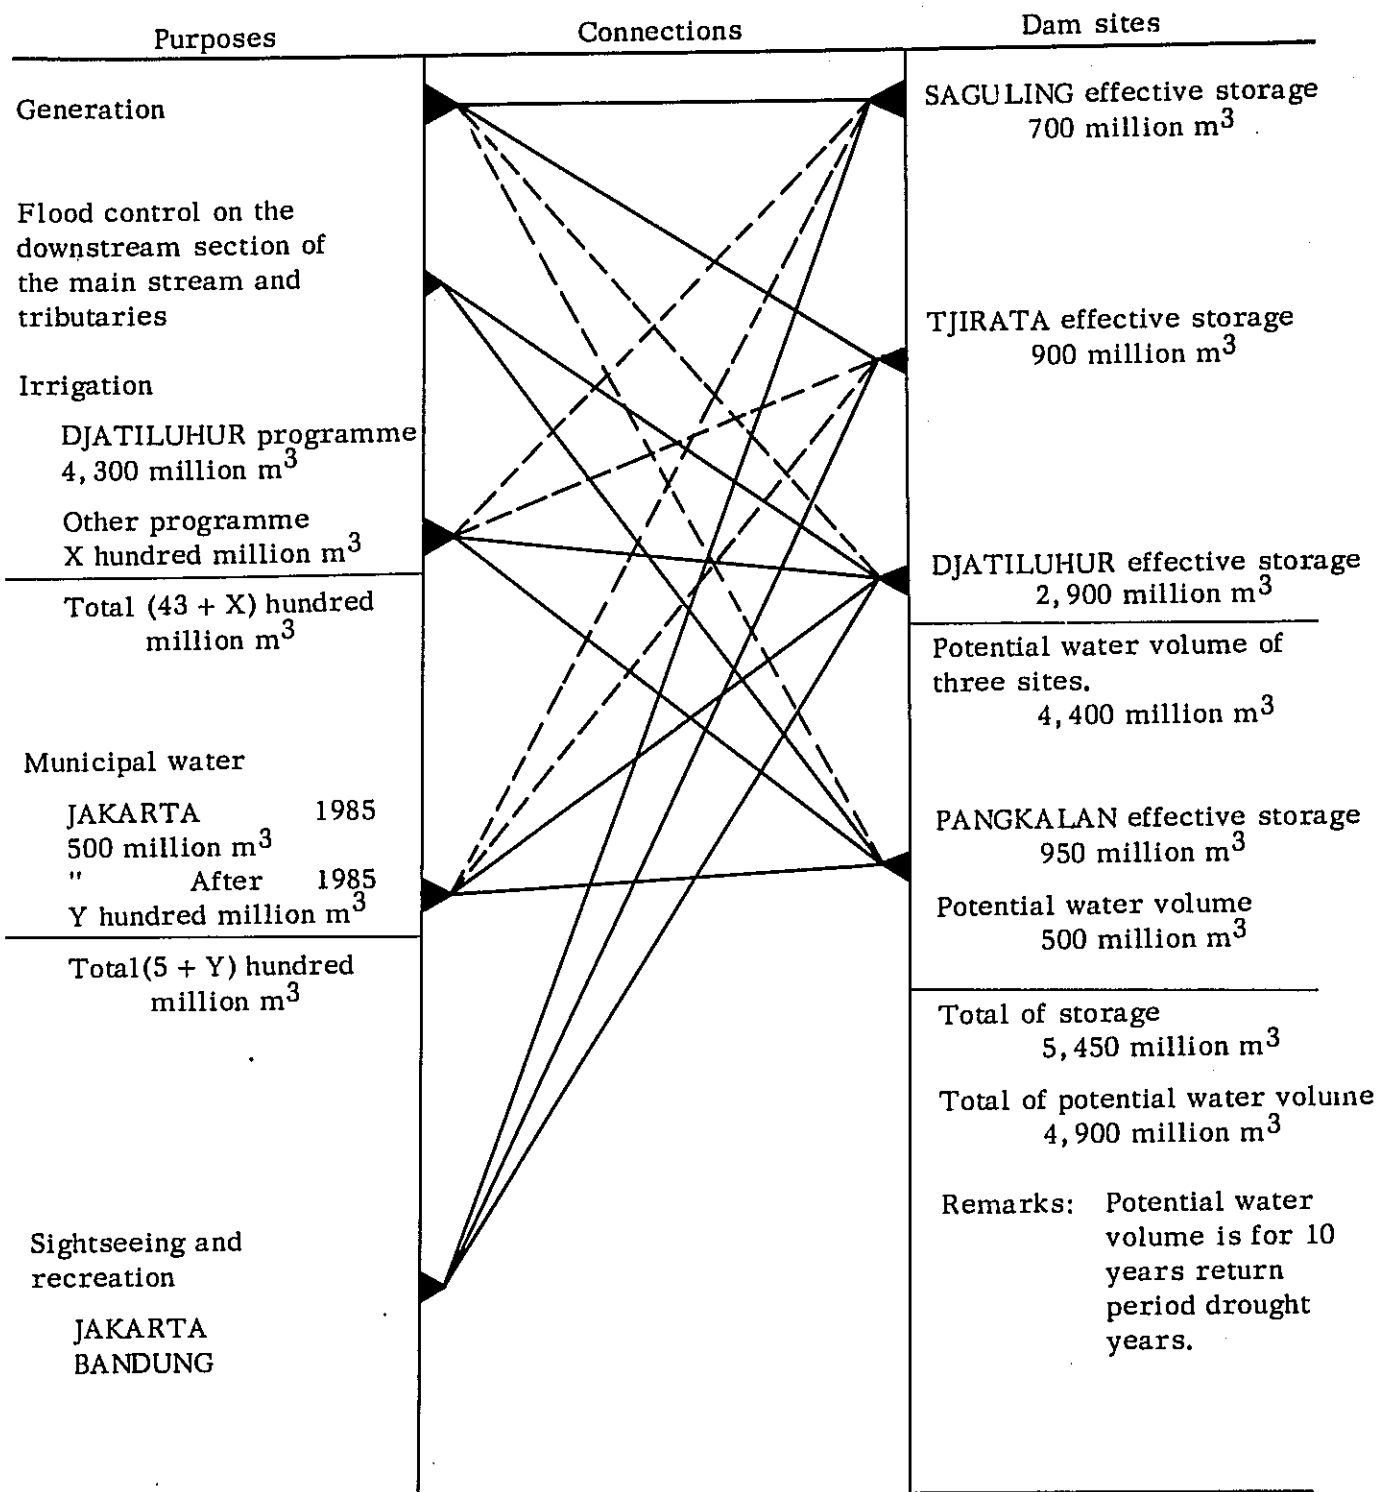 Purposes
Connections
Dam sites
Generation
Flood control on the
downstream section of
the main stream and
tributaries
Irrigation
DJATILUHUR programme
4,300 million m³
Other programme
X hundred million m³
Total (43 + X) hundred
million m³
Municipal water
JAKARTA 1985
500 million m³
" After 1985
Y hundred million m³
Total (5 + Y) hundred
million m³
Sightseeing and
recreation
JAKARTA
BANDUNG
SAGULING effective storage
700 million m³
TJIRATA effective storage
900 million m³
DJATILUHUR effective storage
2,900 million m³
Potential water volume of
three sites.
4,400 million m³
PANGKALAN effective storage
950 million m³
Potential water volume
500 million m³
Total of storage
5,450 million m³
Total of potential water volume
4,900 million m³
Remarks: Potential water
volume is for 10
years return
period drought
years.